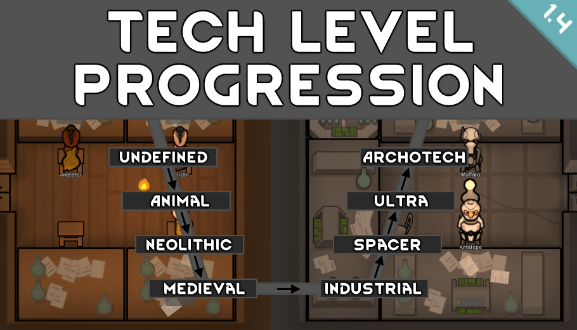 TECH LEVEL
PROGRESSION
1.4
UNDEFINED
ANIMAL
NEOLITHIC
MEDIEVAL
INDUSTRIAL
SPACER
ULTRA
ARCHOTECH